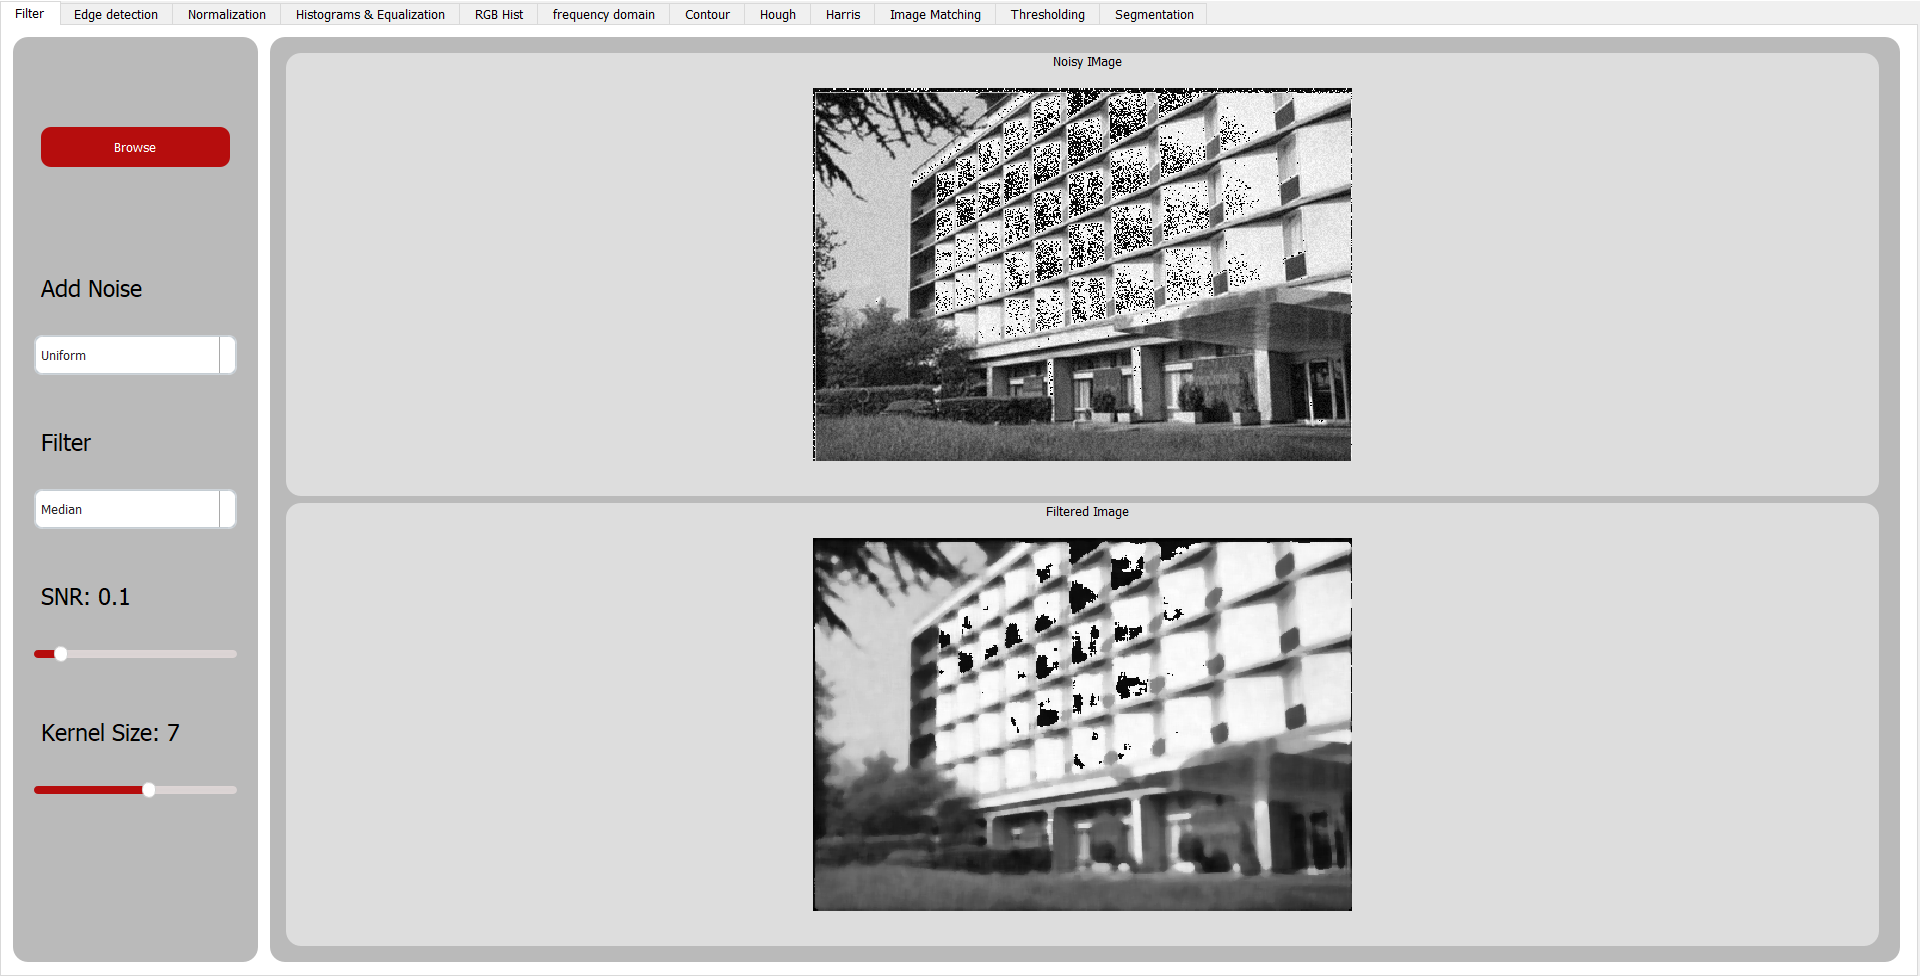 Filter Edge detection Normalization Histograms & Equalization RGB Hist frequency domain Contour Hough Harris Image Matching Thresholding Segmentation
Browse
Add Noise
Uniform
Filter
Median
SNR: 0.1
Kernel Size: 7
Noisy IMage
Filtered Image